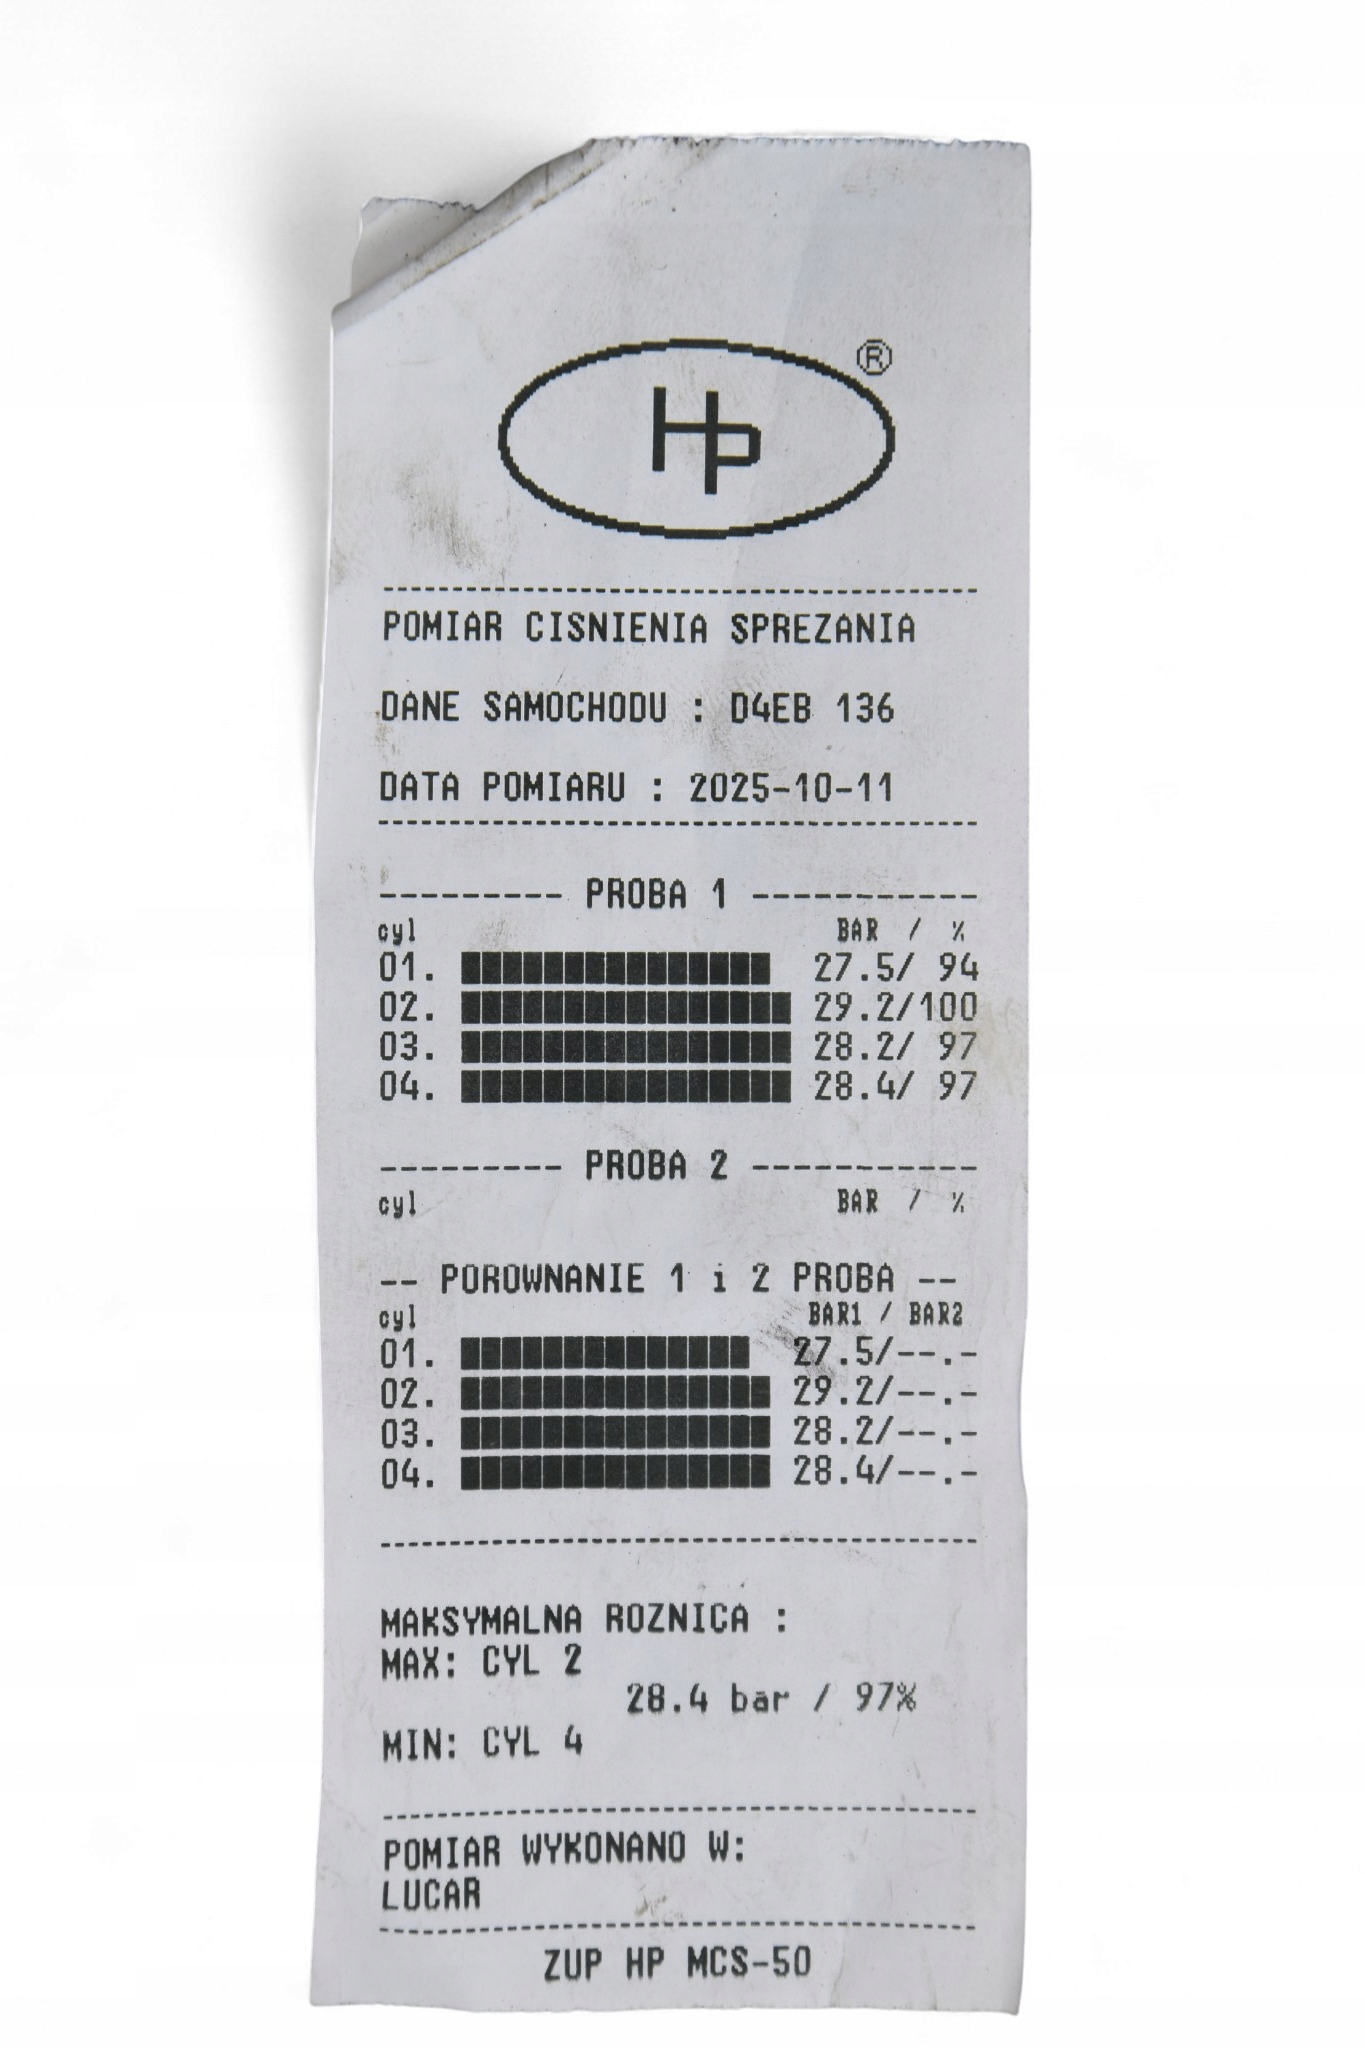 Hp ®
POMIAR CISNIENIA SPREZANIA
DANE SAMOCHODU : D4EB 136
DATA POMIARU : 2025-10-11
--------- PROBA 1 -----------
cyl BAR / %
01. 27.5/ 94
02. 29.2/100
03. 28.2/ 97
04. 28.4/ 97
--------- PROBA 2 -----------
cyl BAR / %
-- POROWNANIE 1 i 2 PROBA --
cyl BAR1 / BAR2
01. 27.5/--.-
02. 29.2/--.-
03. 28.2/--.-
04. 28.4/--.-
MAKSYMALNA ROZNICA :
MAX: CYL 2
28.4 bar / 97%
MIN: CYL 4
POMIAR WYKONANO W:
LUCAR
ZUP HP MCS-50